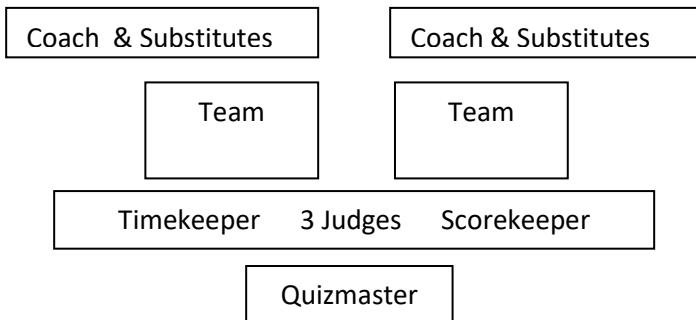 Coach & Substitutes Coach & Substitutes
Team Team
Timekeeper 3 Judges Scorekeeper
Quizmaster